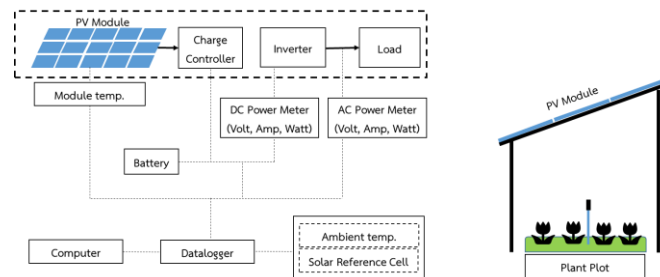 PV Module
Charge
Controller
Inverter
Load
Module temp.
DC Power Meter
(Volt, Amp, Watt)
AC Power Meter
(Volt, Amp, Watt)
Battery
Computer
Datalogger
Ambient temp.
Solar Reference Cell
PV Module
Plant Plot